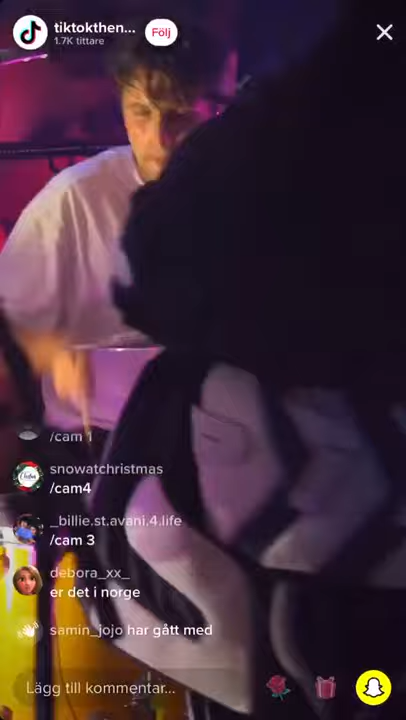 tiktokthen...
Följ
1.7K tittare
/cam 1
snowatchristmas
/cam4
_billie.st.avani.4.life
/cam 3
debora_xx_
er det i norge
samin_jojo har gått med
Lägg till kommentar...